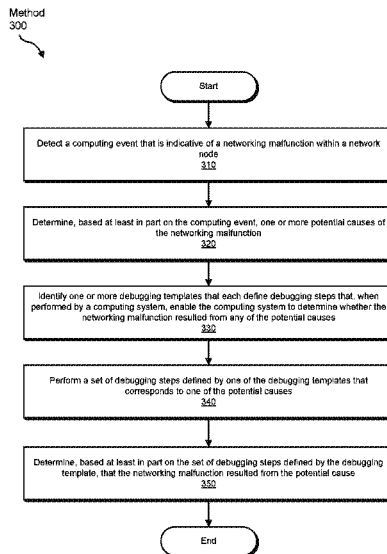 Method
300
Start
Detect a computing event that is indicative of a networking malfunction within a network
node
310
Determine, based at least in part on the computing event, one or more potential causes of
the networking malfunction
320
Identify one or more debugging templates that each define debugging steps that, when
performed by a computing system, enable the computing system to determine whether the
networking malfunction resulted from any of the potential causes
330
Perform a set of debugging steps defined by one of the debugging templates that
corresponds to one of the potential causes
340
Determine, based at least in part on the set of debugging steps defined by the debugging
template, that the networking malfunction resulted from the potential cause
350
End